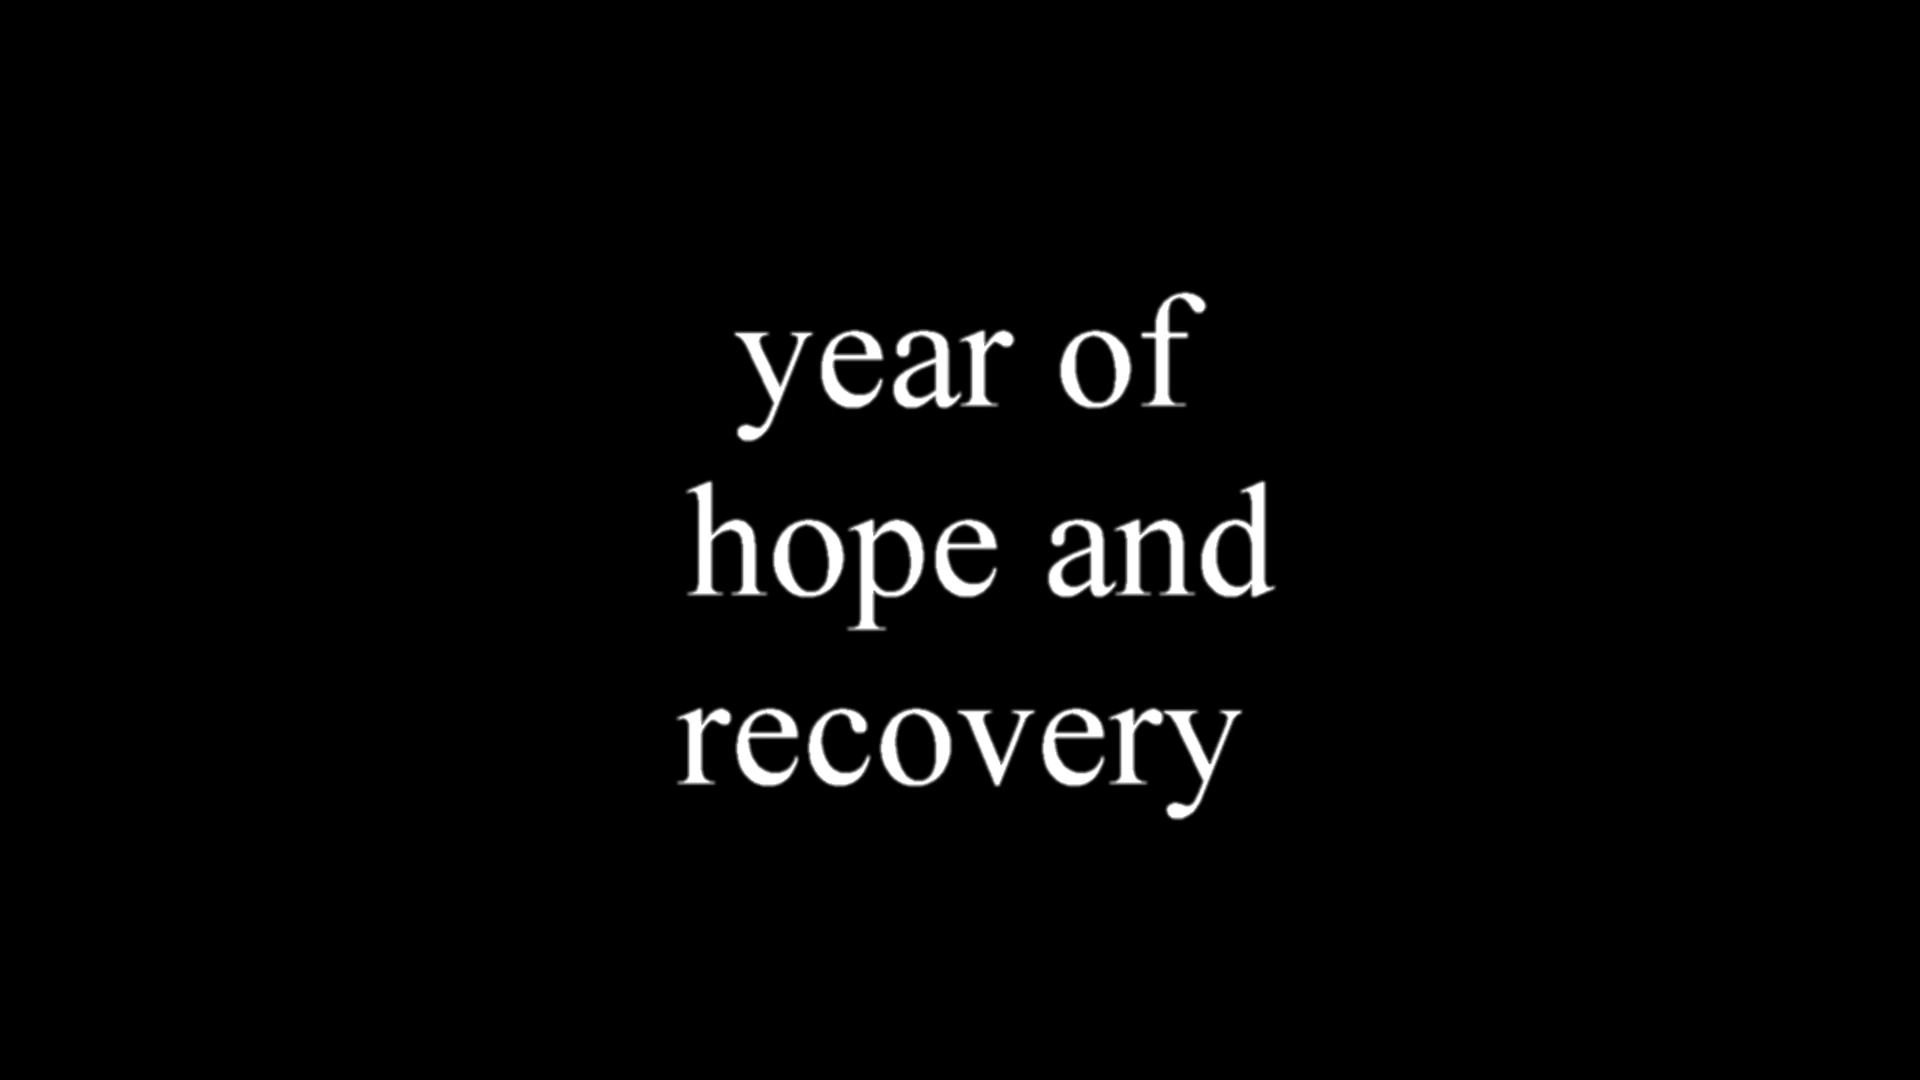 year of
hope and
recovery